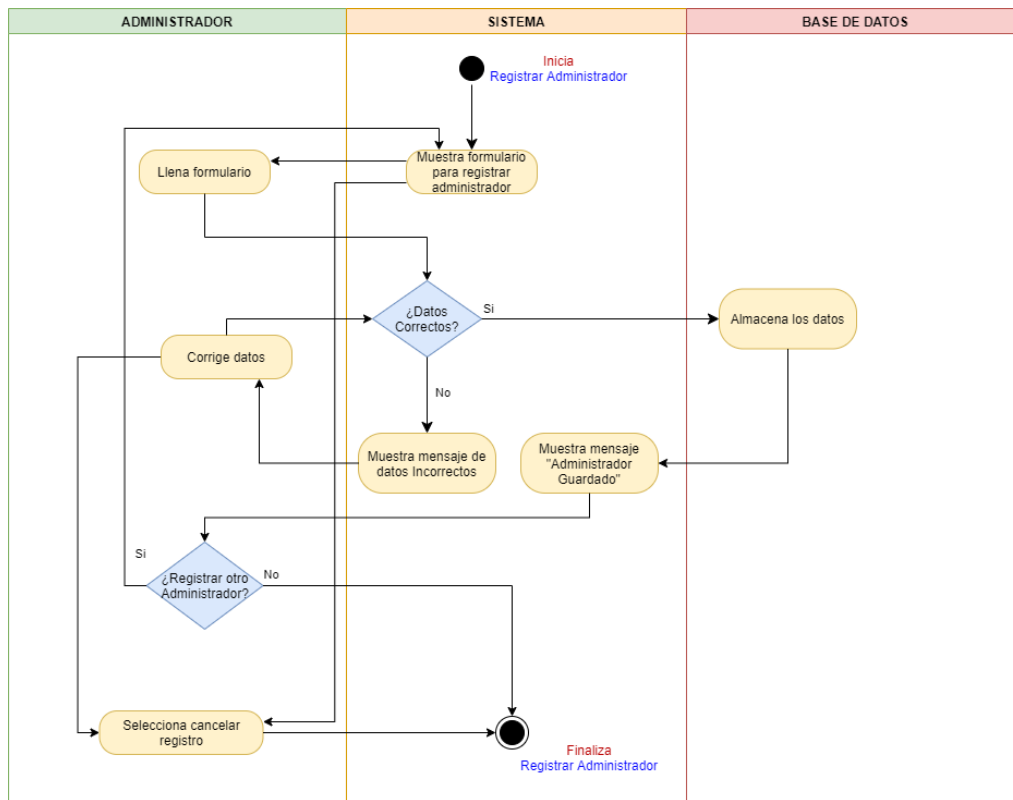 ADMINISTRADOR
SISTEMA
BASE DE DATOS
Inicia
Registrar Administrador
Llena formulario
Muestra formulario
para registrar
administrador
¿Datos
Correctos?
Si
Almacena los datos
Corrige datos
No
Muestra mensaje de
datos Incorrectos
Muestra mensaje
"Administrador
Guardado"
Si
¿Registrar otro
Administrador?
No
Selecciona cancelar
registro
Finaliza
Registrar Administrador